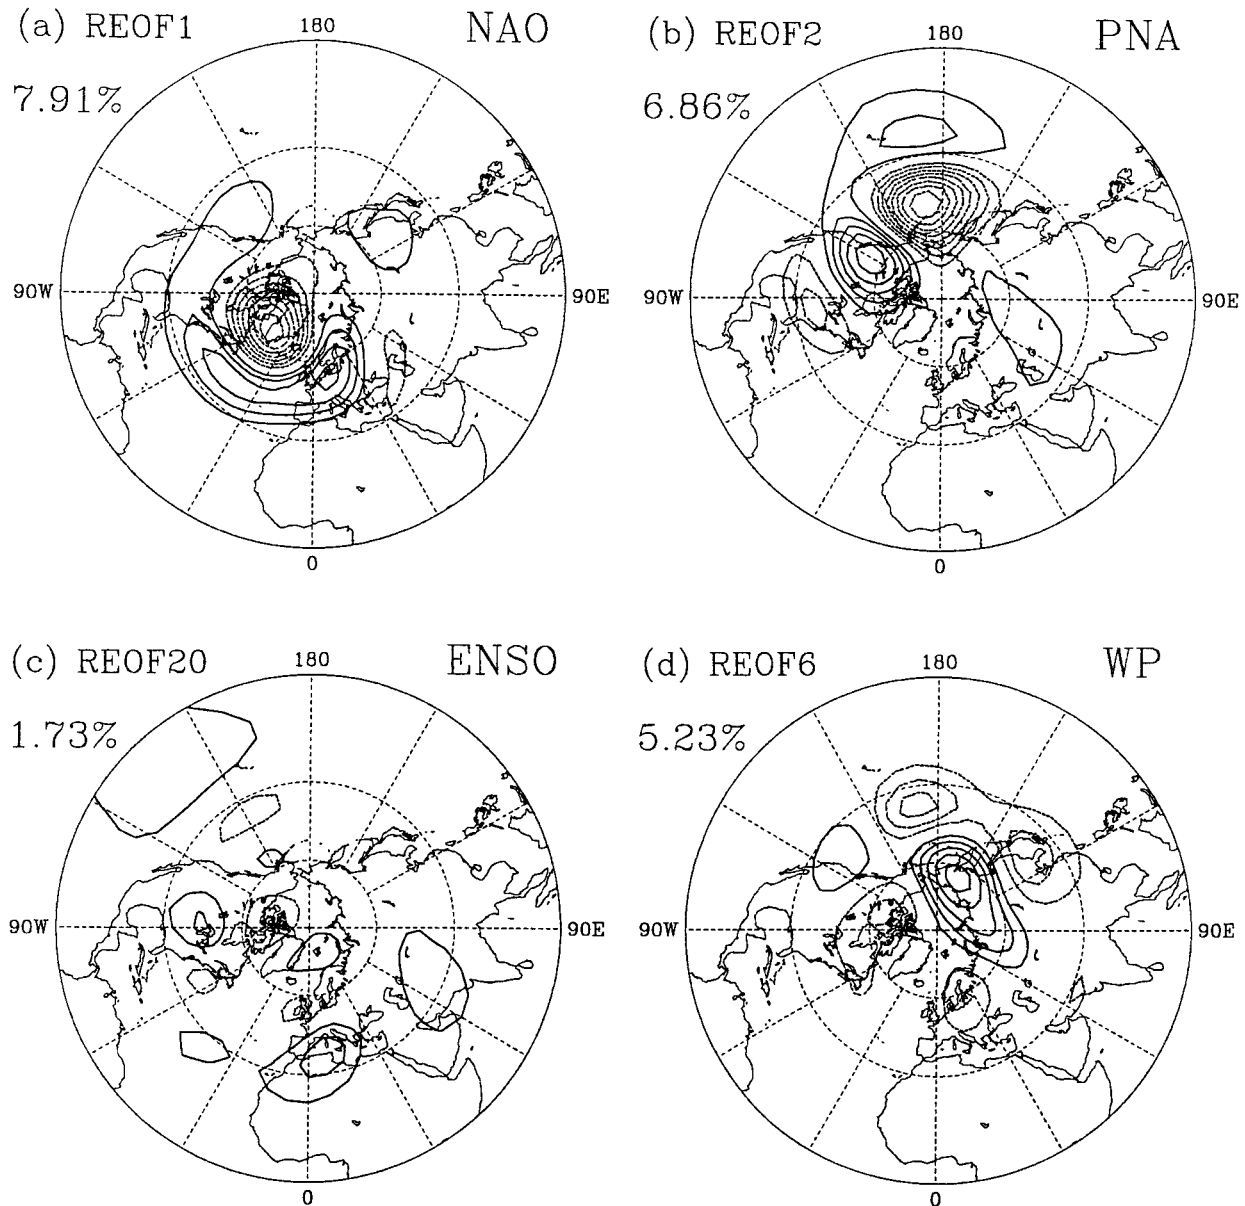 (a) REOF1 NAO
180
7.91%
90W
90E
0
(b) REOF2 PNA
180
6.86%
90W
90E
0
(c) REOF20 ENSO
180
1.73%
90W
90E
0
(d) REOF6 WP
180
5.23%
90W
90E
0